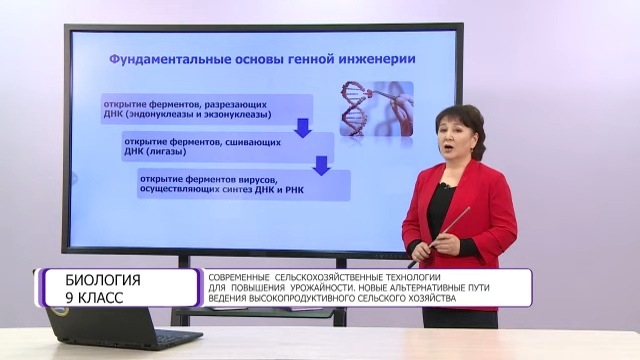 Фундаментальные основы генной инженерии
открытие ферментов, разрезающих
ДНК (эндонуклеазы и экзонуклеазы)
открытие ферментов, сшивающих
ДНК (лигазы)
открытие ферментов вирусов,
осуществляющих синтез ДНК и РНК
БИОЛОГИЯ
9 КЛАСС
СОВРЕМЕННЫЕ СЕЛЬСКОХОЗЯЙСТВЕННЫЕ ТЕХНОЛОГИИ
ДЛЯ ПОВЫШЕНИЯ УРОЖАЙНОСТИ. НОВЫЕ АЛЬТЕРНАТИВНЫЕ ПУТИ
ВЕДЕНИЯ ВЫСОКОПРОДУКТИВНОГО СЕЛЬСКОГО ХОЗЯЙСТВА